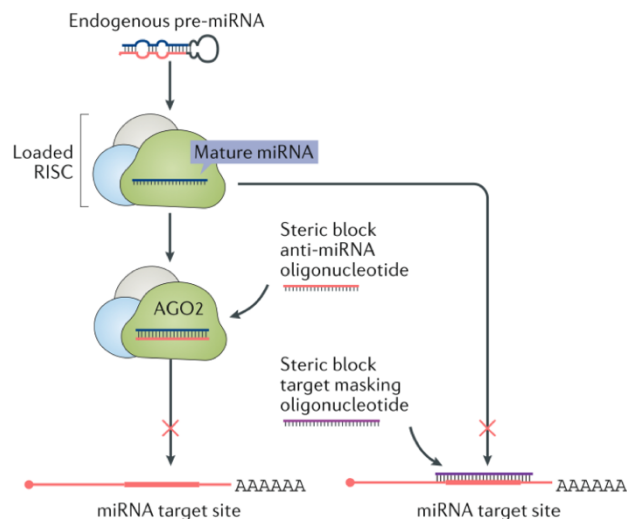 Endogenous pre-miRNA
Loaded
RISC
Mature miRNA
Steric block
anti-miRNA
oligonucleotide
AGO2
Steric block
target masking
oligonucleotide
AAAAAA
AAAAAA
miRNA target site
miRNA target site